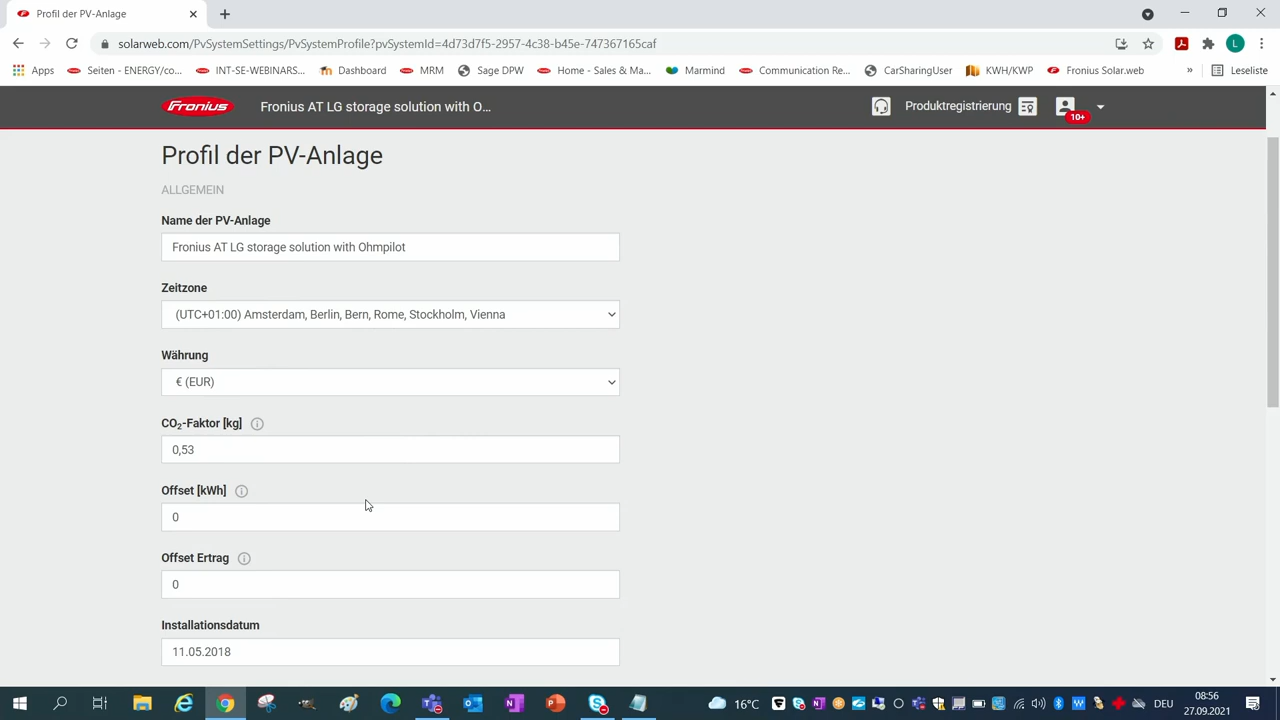 Profil der PV-Anlage
solarweb.com/PvSystemSettings/PvSystemProfile?pvSystemId=4d73d7f5-2957-4c38-b45e-747367165caf
Apps
Seiten - ENERGY/co...
INT-SE-WEBINARS...
Dashboard
MRM
Sage DPW
Home - Sales & Ma...
Marmind
Communication Re...
CarSharingUser
KWH/KWP
Fronius Solar.web
»
Leseliste
Fronius
Fronius AT LG storage solution with O...
Produktregistrierung
10+
Profil der PV-Anlage
ALLGEMEIN
Name der PV-Anlage
Fronius AT LG storage solution with Ohmpilot
Zeitzone
(UTC+01:00) Amsterdam, Berlin, Bern, Rome, Stockholm, Vienna
Währung
€ (EUR)
CO₂-Faktor [kg]
0,53
Offset [kWh]
0
Offset Ertrag
0
Installationsdatum
11.05.2018
16°C
DEU
08:56
27.09.2021